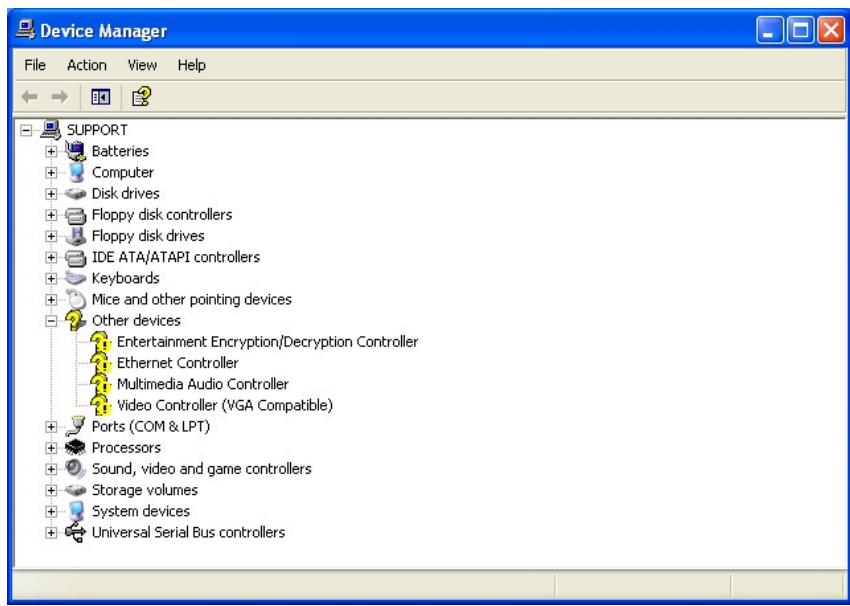 Device Manager
File Action View Help
SUPPORT
Batteries
Computer
Disk drives
Floppy disk controllers
Floppy disk drives
IDE ATA/ATAPI controllers
Keyboards
Mice and other pointing devices
Other devices
Entertainment Encryption/Decryption Controller
Ethernet Controller
Multimedia Audio Controller
Video Controller (VGA Compatible)
Ports (COM & LPT)
Processors
Sound, video and game controllers
Storage volumes
System devices
Universal Serial Bus controllers